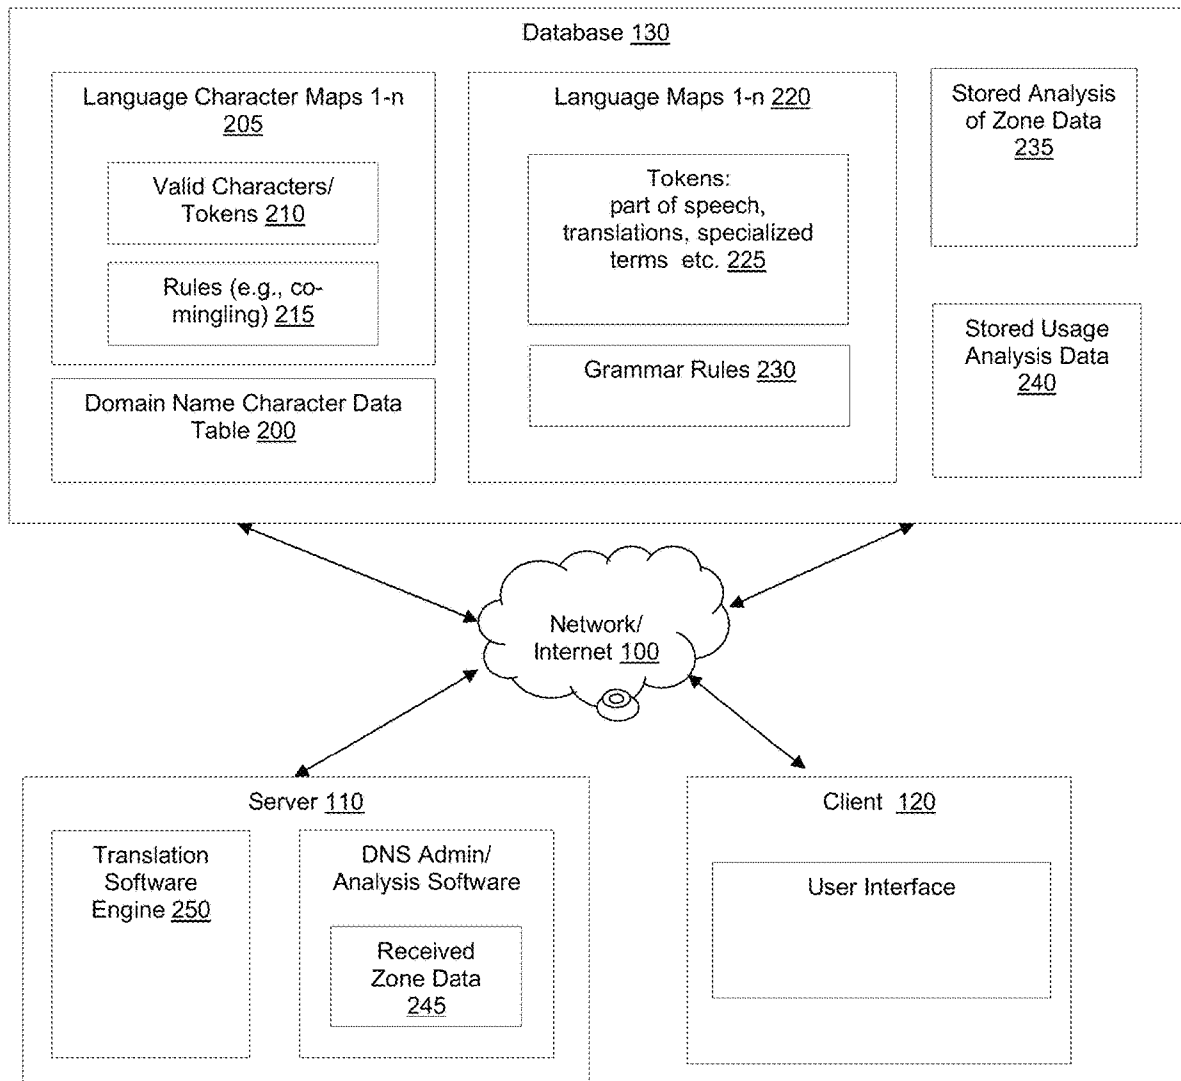 Database 130
Language Character Maps 1-n
205
Valid Characters/
Tokens 210
Rules (e.g., co-
mingling) 215
Domain Name Character Data
Table 200
Language Maps 1-n 220
Tokens:
part of speech,
translations, specialized
terms etc. 225
Grammar Rules 230
Stored Analysis
of Zone Data
235
Stored Usage
Analysis Data
240
Network/
Internet 100
Server 110
Translation
Software
Engine 250
DNS Admin/
Analysis Software
Received
Zone Data
245
Client 120
User Interface